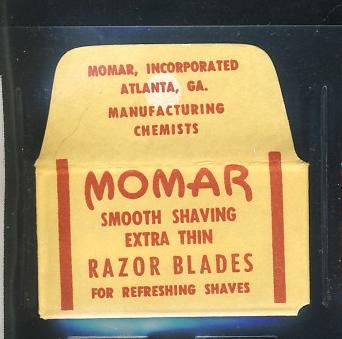 MOMAR, INCORPORATED
ATLANTA, GA.
MANUFACTURING
CHEMISTS
MOMAR
SMOOTH SHAVING
EXTRA THIN
RAZOR BLADES
FOR REFRESHING SHAVES